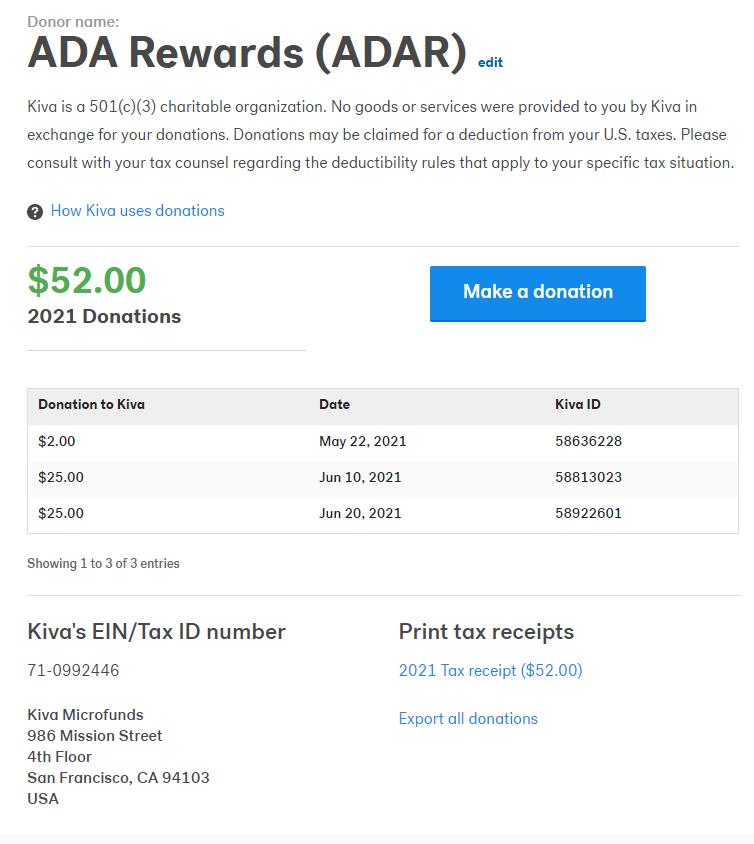 Donor name:
ADA Rewards (ADAR) edit
Kiva is a 501(c)(3) charitable organization. No goods or services were provided to you by Kiva in
exchange for your donations. Donations may be claimed for a deduction from your U.S. taxes. Please
consult with your tax counsel regarding the deductibility rules that apply to your specific tax situation.
? How Kiva uses donations
$52.00
2021 Donations
Make a donation
Donation to Kiva Date Kiva ID
$2.00 May 22, 2021 58636228
$25.00 Jun 10, 2021 58813023
$25.00 Jun 20, 2021 58922601
Showing 1 to 3 of 3 entries
Kiva's EIN/Tax ID number
71-0992446
Kiva Microfunds
986 Mission Street
4th Floor
San Francisco, CA 94103
USA
Print tax receipts
2021 Tax receipt ($52.00)
Export all donations